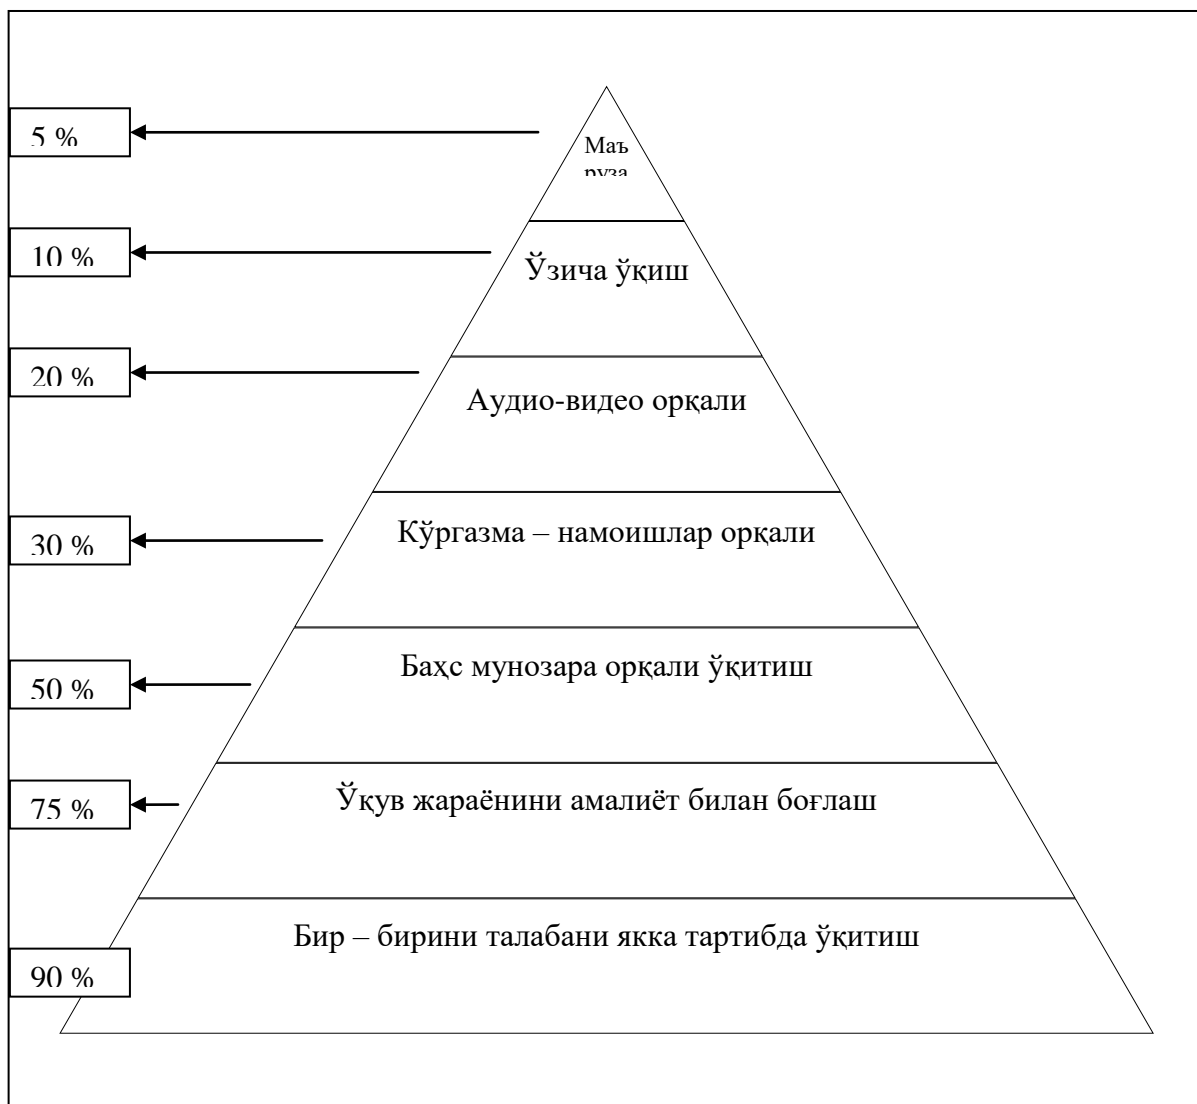 5 %
Маъ
руза
10 %
Ўзича ўқиш
20 %
Аудио-видео орқали
30 %
Кўргазма – намоишлар орқали
50 %
Баҳс мунозара орқали ўқитиш
75 %
Ўқув жараёнини амалиёт билан боғлаш
90 %
Бир – бирини талабани якка тартибда ўқитиш